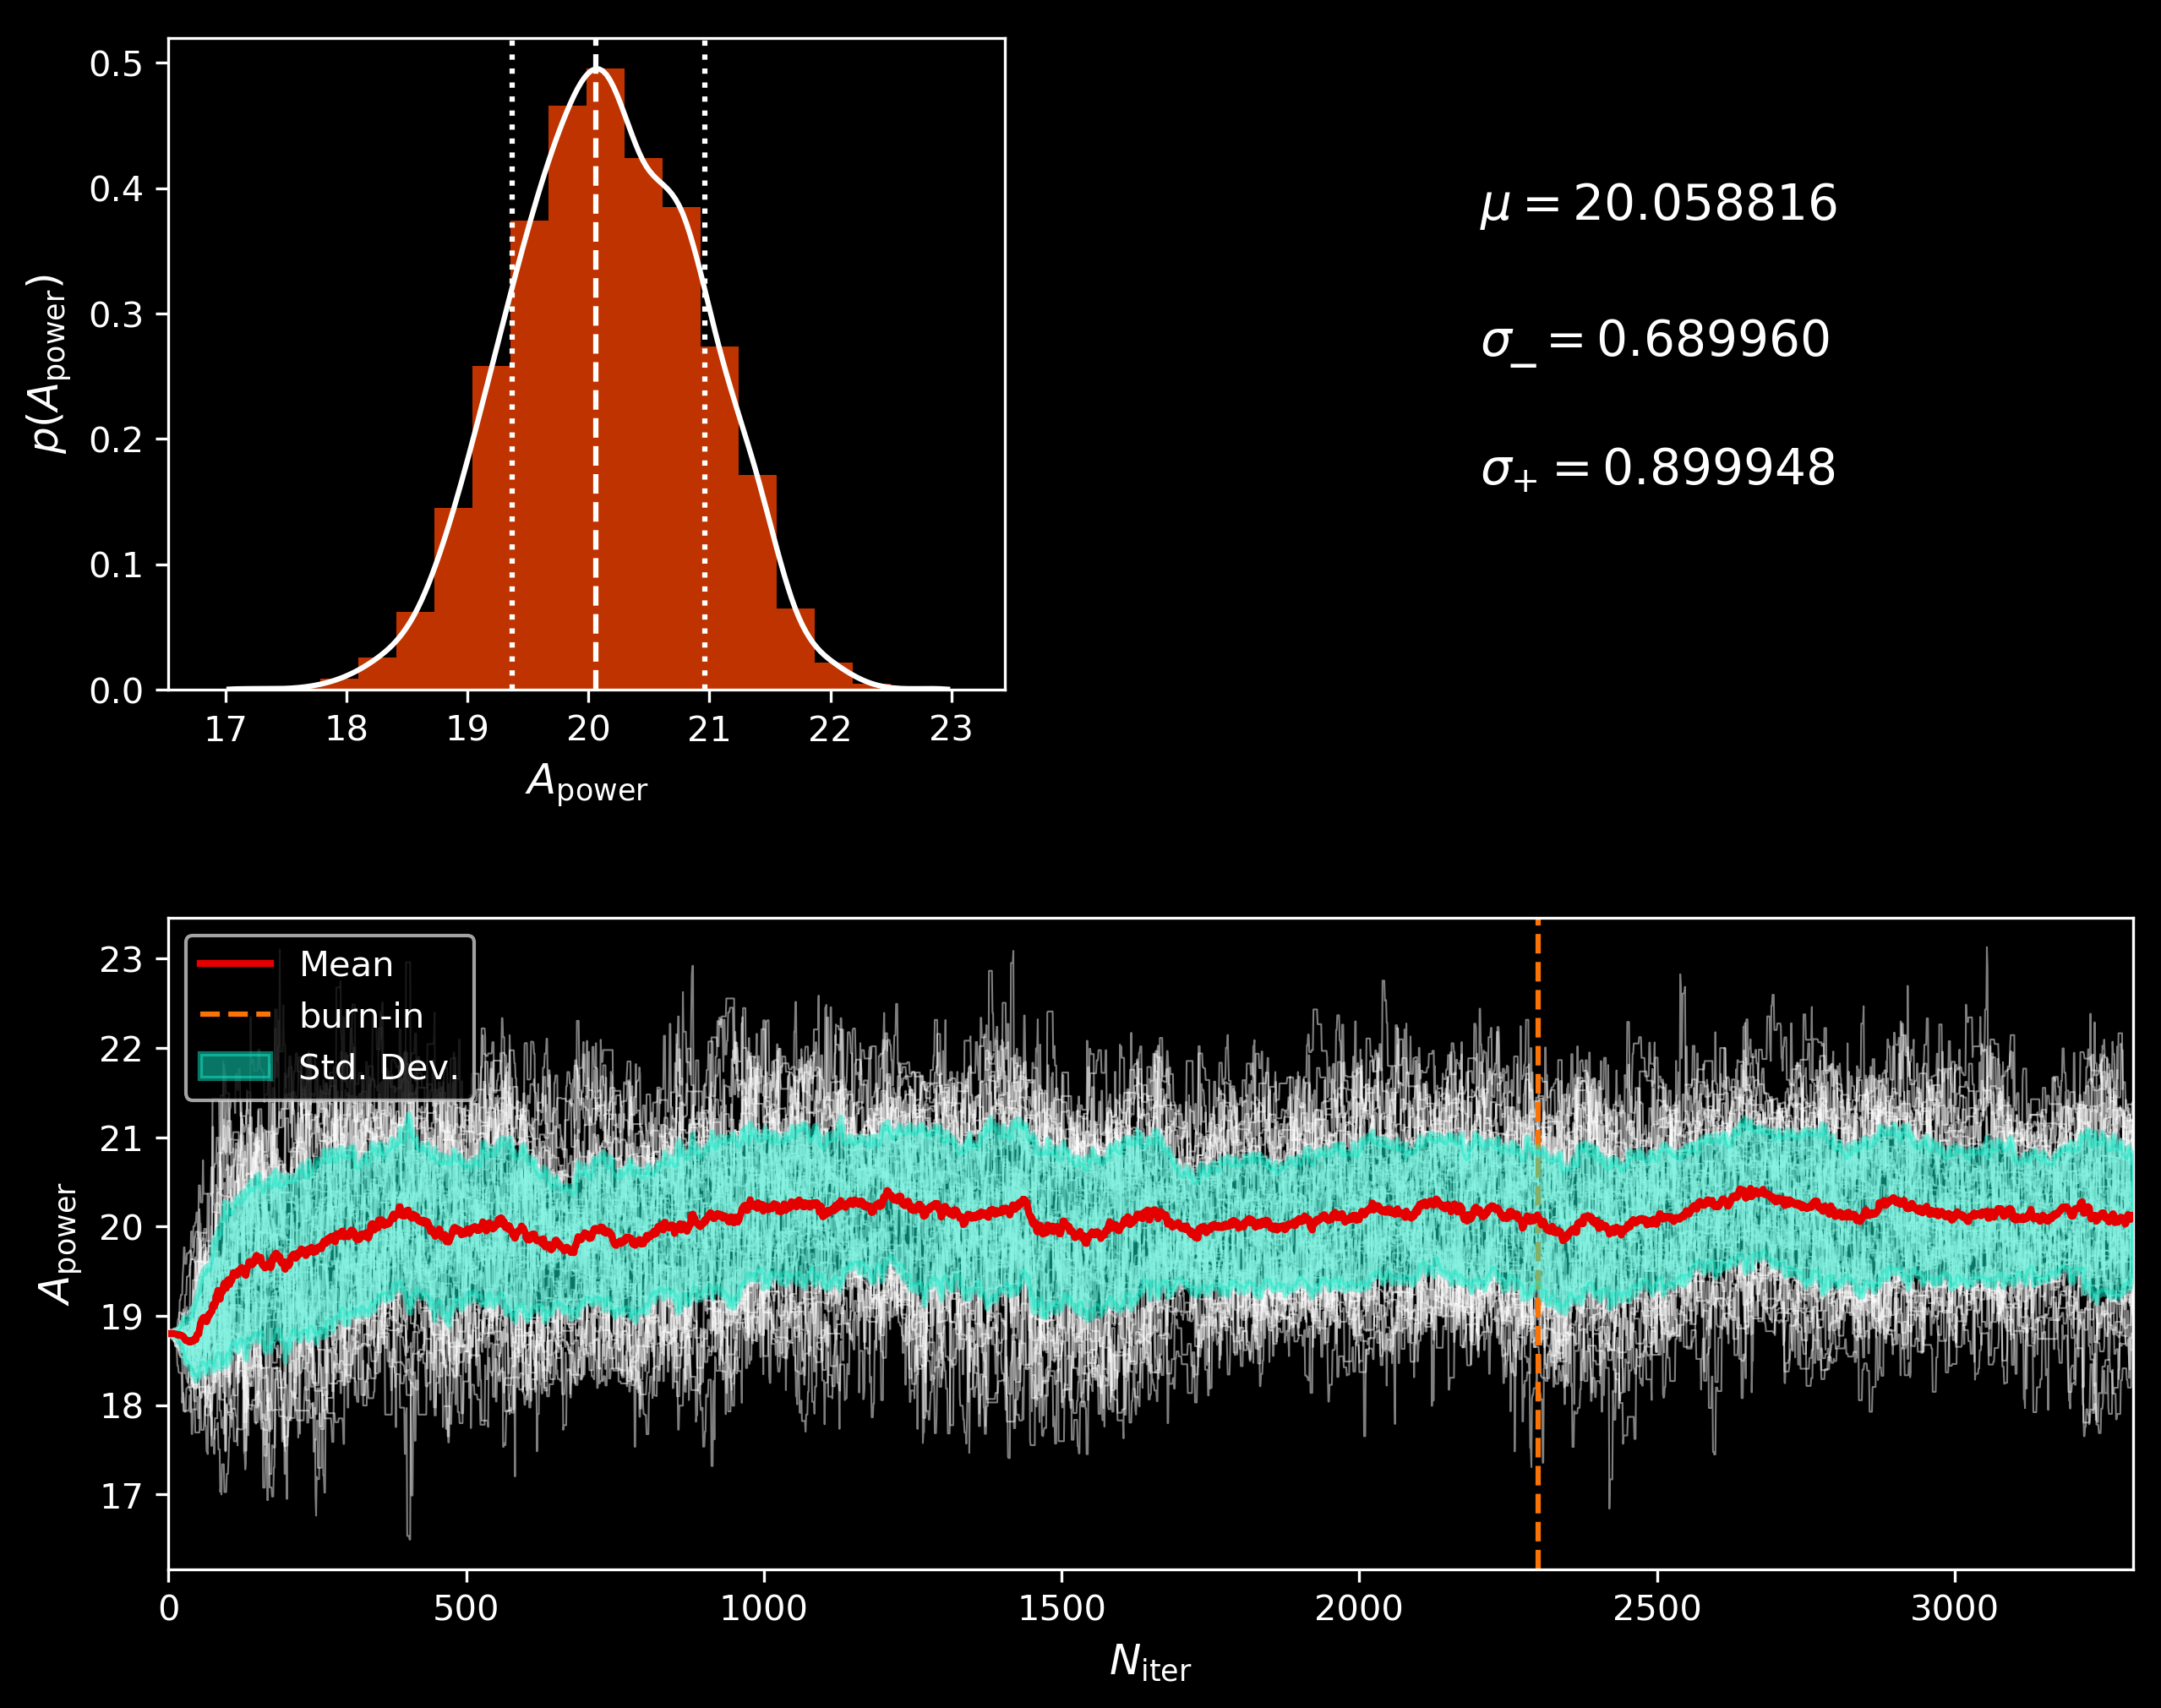 0.5
0.4
0.3
0.2
0.1
0.0
p(A_power)
17 18 19 20 21 22 23
A_power
μ = 20.058816
σ_− = 0.689960
σ_+ = 0.899948
Mean
burn-in
Std. Dev.
23
22
21
20
19
18
17
A_power
0 500 1000 1500 2000 2500 3000
N_iter